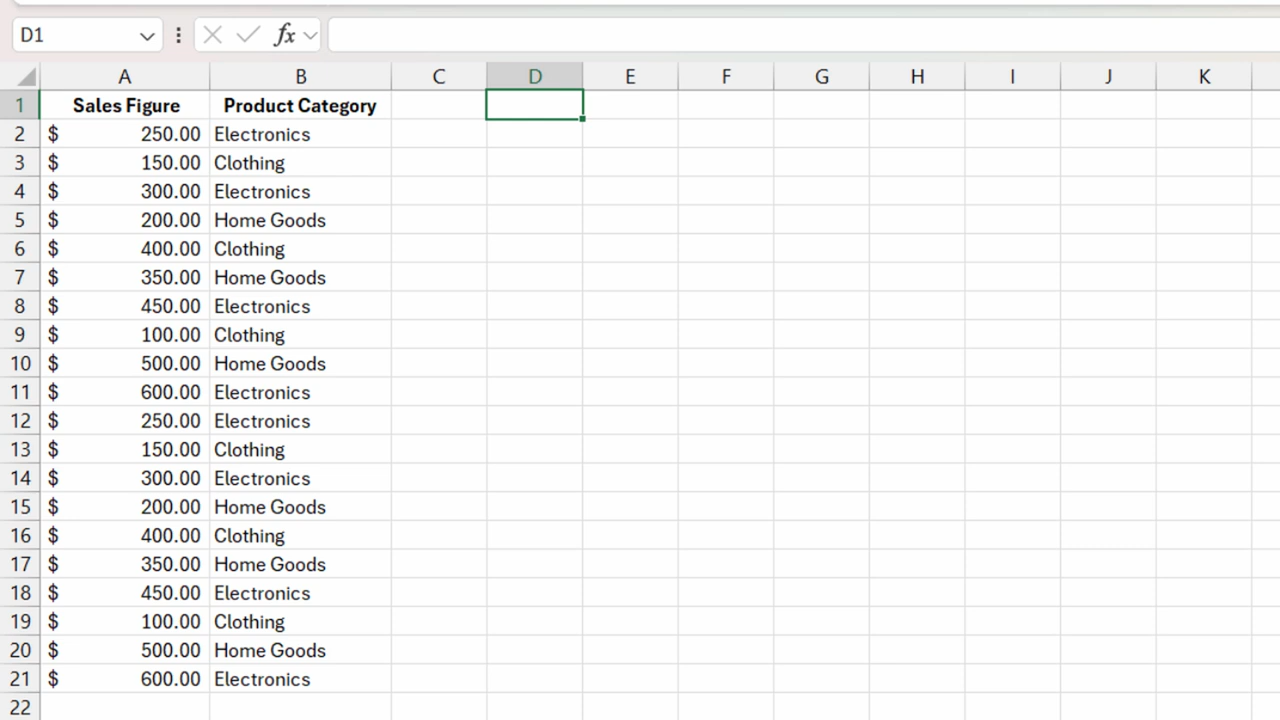 D1 fx
A B C D E F G H I J K
1 Sales Figure Product Category
2 $ 250.00 Electronics
3 $ 150.00 Clothing
4 $ 300.00 Electronics
5 $ 200.00 Home Goods
6 $ 400.00 Clothing
7 $ 350.00 Home Goods
8 $ 450.00 Electronics
9 $ 100.00 Clothing
10 $ 500.00 Home Goods
11 $ 600.00 Electronics
12 $ 250.00 Electronics
13 $ 150.00 Clothing
14 $ 300.00 Electronics
15 $ 200.00 Home Goods
16 $ 400.00 Clothing
17 $ 350.00 Home Goods
18 $ 450.00 Electronics
19 $ 100.00 Clothing
20 $ 500.00 Home Goods
21 $ 600.00 Electronics
22